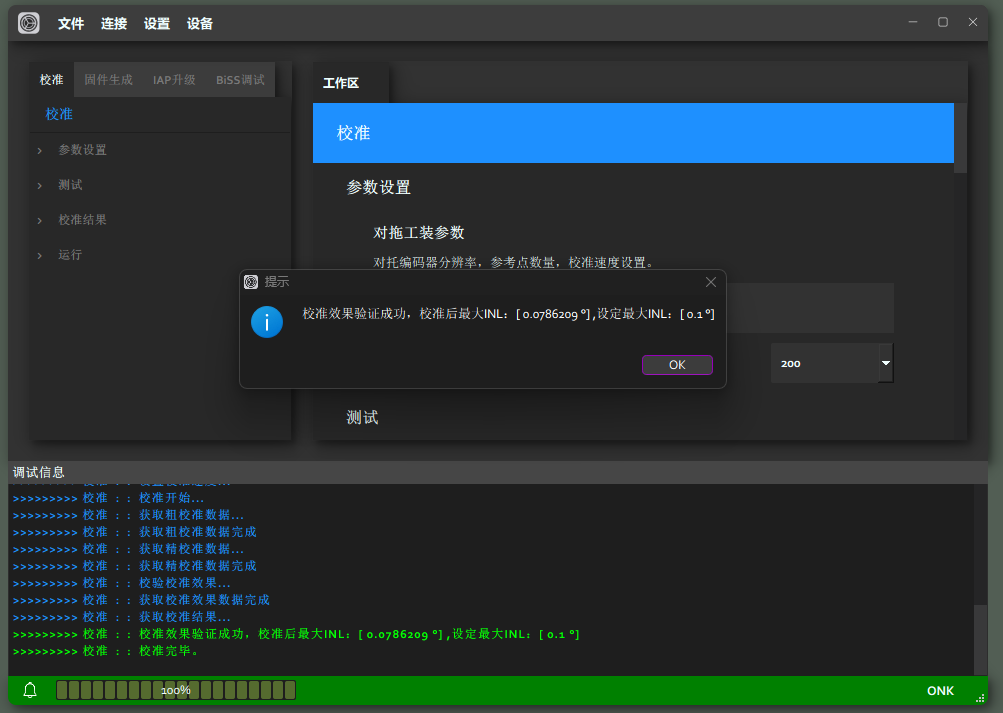 文件 连接 设置 设备
校准 固件生成 IAP升级 BiSS调试
校准
参数设置
测试
校准结果
运行
工作区
校准
参数设置
对拖工装参数
对托编码器分辨率，参考点数量，校准速度设置。
提示
校准效果验证成功，校准后最大INL：[ 0.0786209 °],设定最大INL：[ 0.1 °]
OK
200
测试
调试信息
>>>>>>>>> 校准 : : 校准开始...
>>>>>>>>> 校准 : : 获取粗校准数据...
>>>>>>>>> 校准 : : 获取粗校准数据完成
>>>>>>>>> 校准 : : 获取精校准数据...
>>>>>>>>> 校准 : : 获取精校准数据完成
>>>>>>>>> 校准 : : 校验校准效果...
>>>>>>>>> 校准 : : 获取校准效果数据完成
>>>>>>>>> 校准 : : 获取校准结果...
>>>>>>>>> 校准 : : 校准效果验证成功，校准后最大INL：[ 0.0786209 °],设定最大INL：[ 0.1 °]
>>>>>>>>> 校准 : : 校准完毕。
100%
ONK